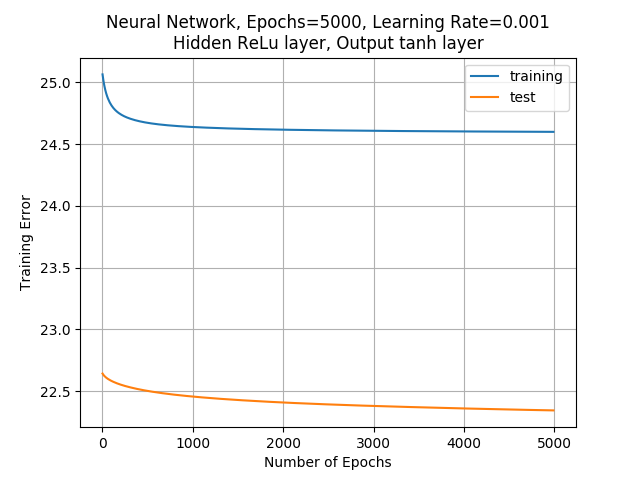 Neural Network, Epochs=5000, Learning Rate=0.001
Hidden ReLu layer, Output tanh layer
training
test
25.0
24.5
24.0
23.5
23.0
22.5
Training Error
0 1000 2000 3000 4000 5000
Number of Epochs